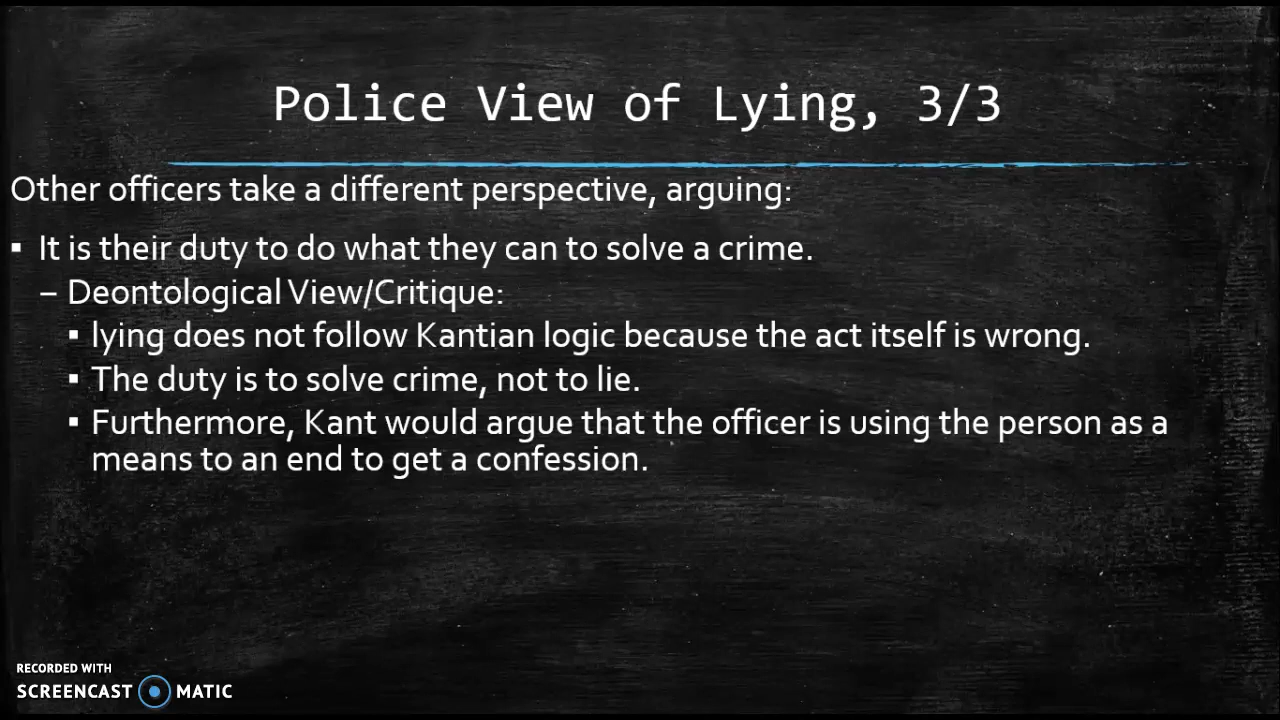 Police View of Lying, 3/3
Other officers take a different perspective, arguing:
▪ It is their duty to do what they can to solve a crime.
– Deontological View/Critique:
▪ lying does not follow Kantian logic because the act itself is wrong.
▪ The duty is to solve crime, not to lie.
▪ Furthermore, Kant would argue that the officer is using the person as a
means to an end to get a confession.
RECORDED WITH
SCREENCAST MATIC